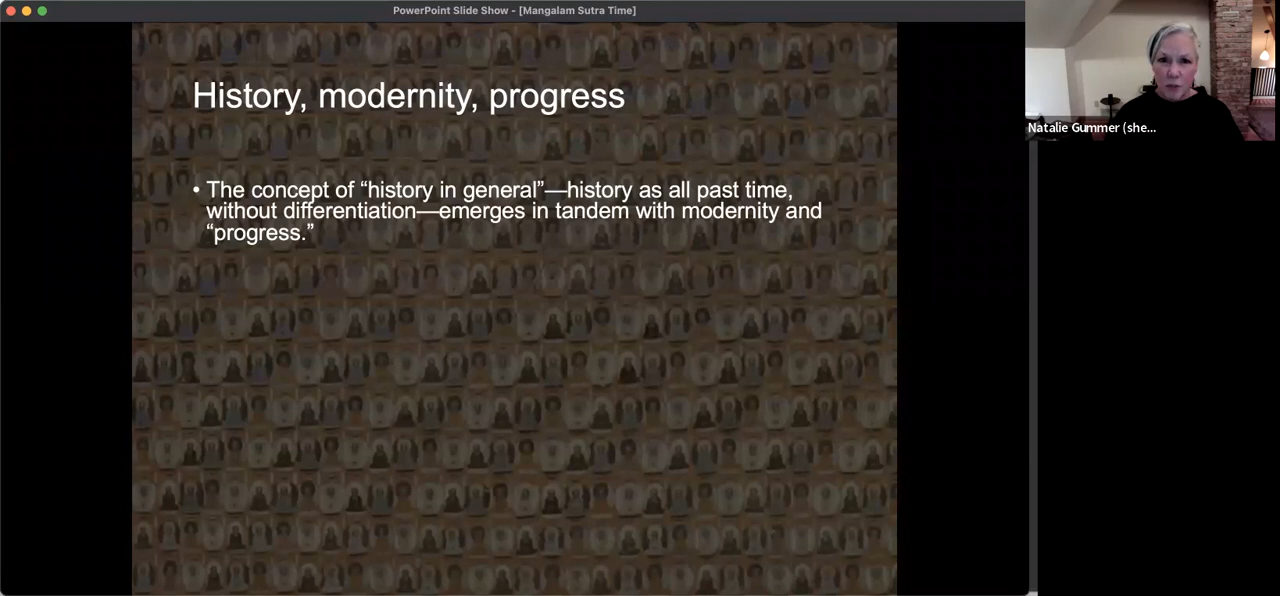 PowerPoint Slide Show - [Mangalam Sutra Time]
History, modernity, progress
• The concept of “history in general”—history as all past time,
without differentiation—emerges in tandem with modernity and
“progress.”
Natalie Gummer (she...